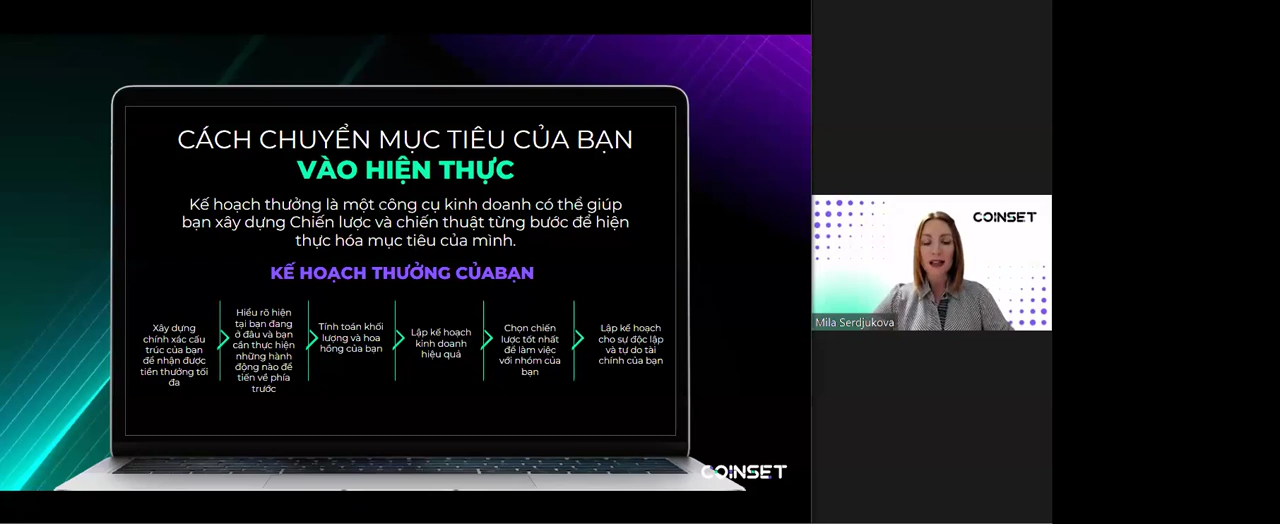 CÁCH CHUYỂN MỤC TIÊU CỦA BẠN
VÀO HIỆN THỰC
Kế hoạch thưởng là một công cụ kinh doanh có thể giúp
bạn xây dựng Chiến lược và chiến thuật từng bước để hiện
thực hóa mục tiêu của mình.
KẾ HOẠCH THƯỞNG CỦABẠN
Xây dựng
chính xác cấu
trúc của bạn
để nhận được
tiền thưởng tối
đa
Hiểu rõ hiện
tại bạn đang
ở đâu và bạn
cần thực hiện
những hành
động nào để
tiến về phía
trước
Tính toán khối
lượng và hoa
hồng của bạn
Lập kế hoạch
kinh doanh
hiệu quả
Chọn chiến
lược tốt nhất
để làm việc
với nhóm của
bạn
Lập kế hoạch
cho sự độc lập
và tự do tài
chính của bạn
COINSET
COINSET
Mila Serdjukova